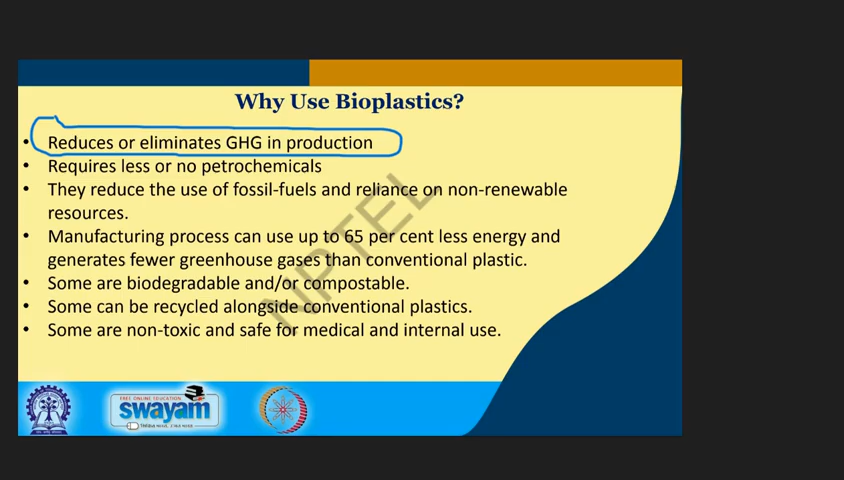 Why Use Bioplastics?
• Reduces or eliminates GHG in production
• Requires less or no petrochemicals
• They reduce the use of fossil-fuels and reliance on non-renewable
resources.
• Manufacturing process can use up to 65 per cent less energy and
generates fewer greenhouse gases than conventional plastic.
• Some are biodegradable and/or compostable.
• Some can be recycled alongside conventional plastics.
• Some are non-toxic and safe for medical and internal use.
NPTEL
FREE ONLINE EDUCATION
swayam